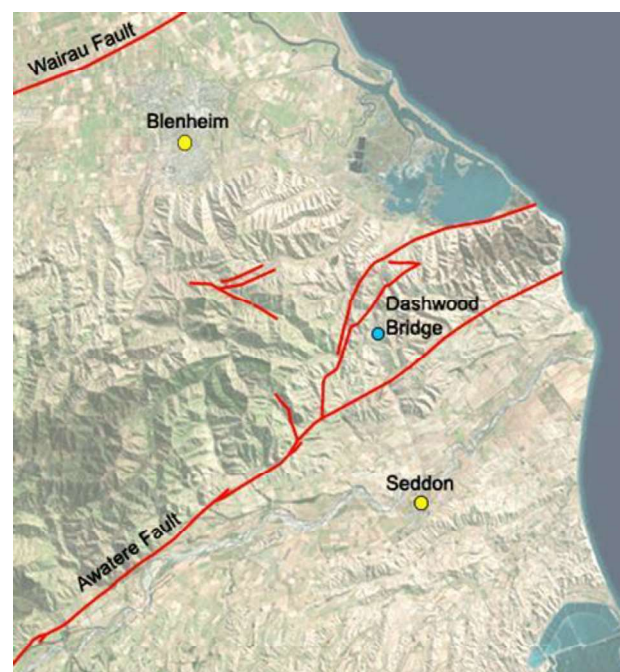 Wairau Fault
Blenheim
Dashwood
Bridge
Seddon
Awatere Fault